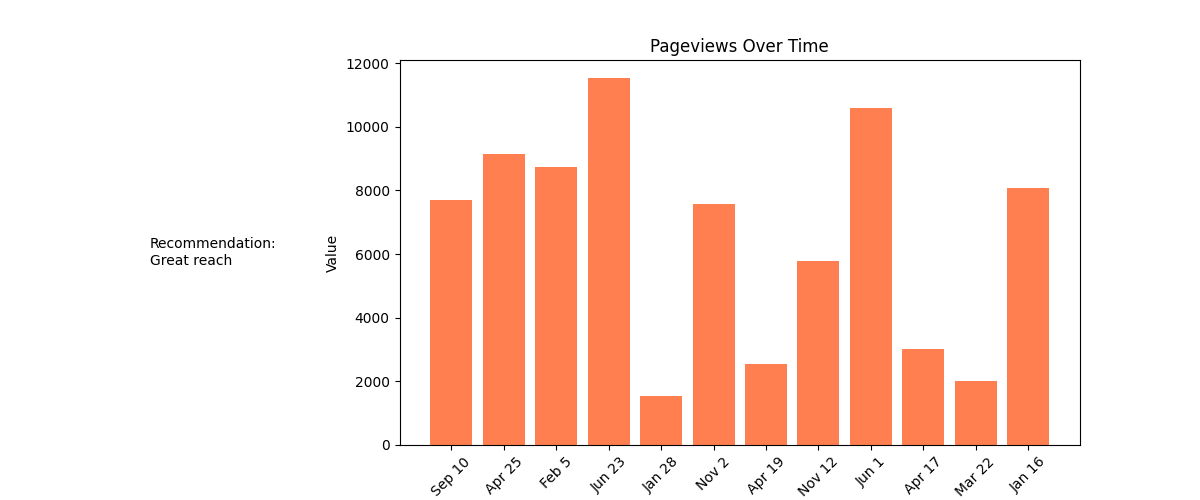 Pageviews Over Time
Recommendation:
Great reach
Value
12000
10000
8000
6000
4000
2000
0
Sep 10
Apr 25
Feb 5
Jun 23
Jan 28
Nov 2
Apr 19
Nov 12
Jun 1
Apr 17
Mar 22
Jan 16